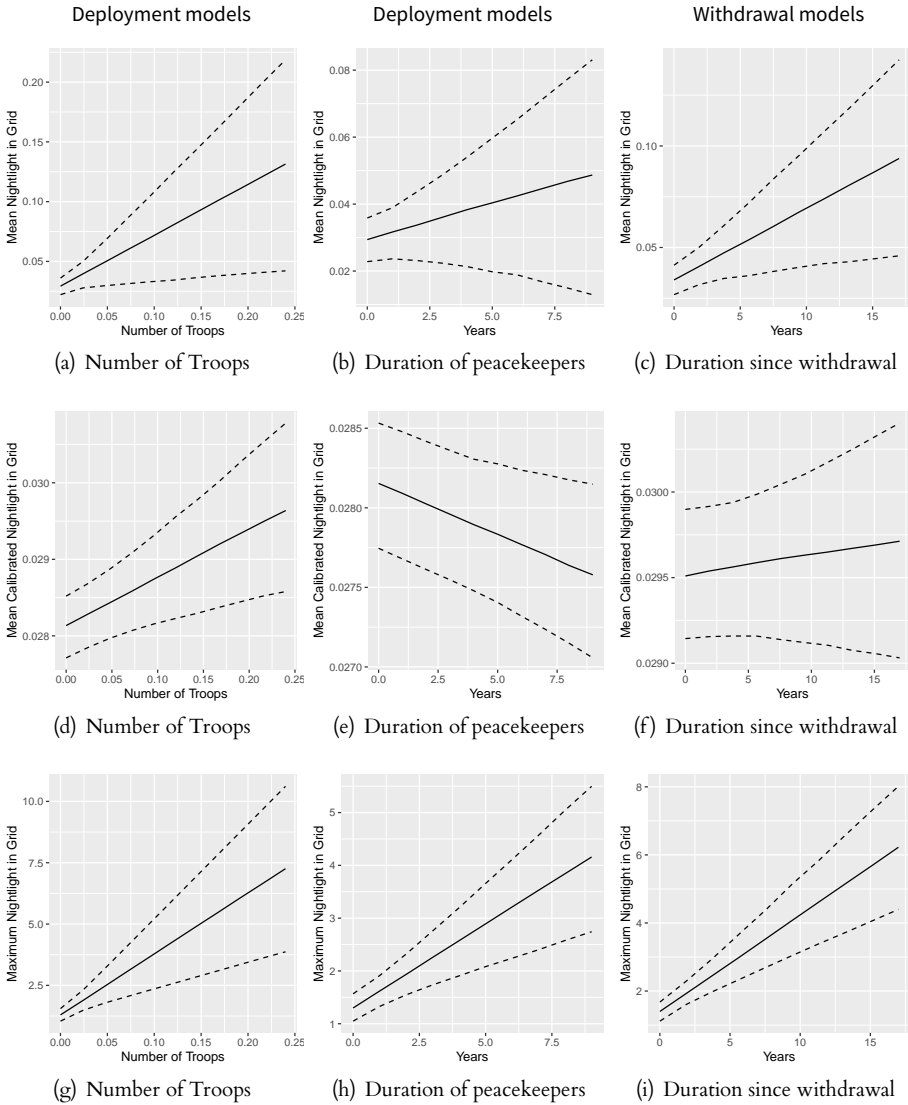 Deployment models
Deployment models
Withdrawal models
Mean Nightlight in Grid
0.20
0.15
0.10
0.05
0.00 0.05 0.10 0.15 0.20 0.25
Number of Troops
(a) Number of Troops
Mean Nightlight in Grid
0.08
0.06
0.04
0.02
0.0 2.5 5.0 7.5
Years
(b) Duration of peacekeepers
Mean Nightlight in Grid
0.10
0.05
0 5 10 15
Years
(c) Duration since withdrawal
Mean Calibrated Nightlight in Grid
0.030
0.029
0.028
0.00 0.05 0.10 0.15 0.20 0.25
Number of Troops
(d) Number of Troops
Mean Calibrated Nightlight in Grid
0.0285
0.0280
0.0275
0.0270
0.0 2.5 5.0 7.5
Years
(e) Duration of peacekeepers
Mean Calibrated Nightlight in Grid
0.0300
0.0295
0.0290
0 5 10 15
Years
(f) Duration since withdrawal
Maximum Nightlight in Grid
10.0
7.5
5.0
2.5
0.00 0.05 0.10 0.15 0.20 0.25
Number of Troops
(g) Number of Troops
Maximum Nightlight in Grid
5
4
3
2
1
0.0 2.5 5.0 7.5
Years
(h) Duration of peacekeepers
Maximum Nightlight in Grid
8
6
4
2
0 5 10 15
Years
(i) Duration since withdrawal